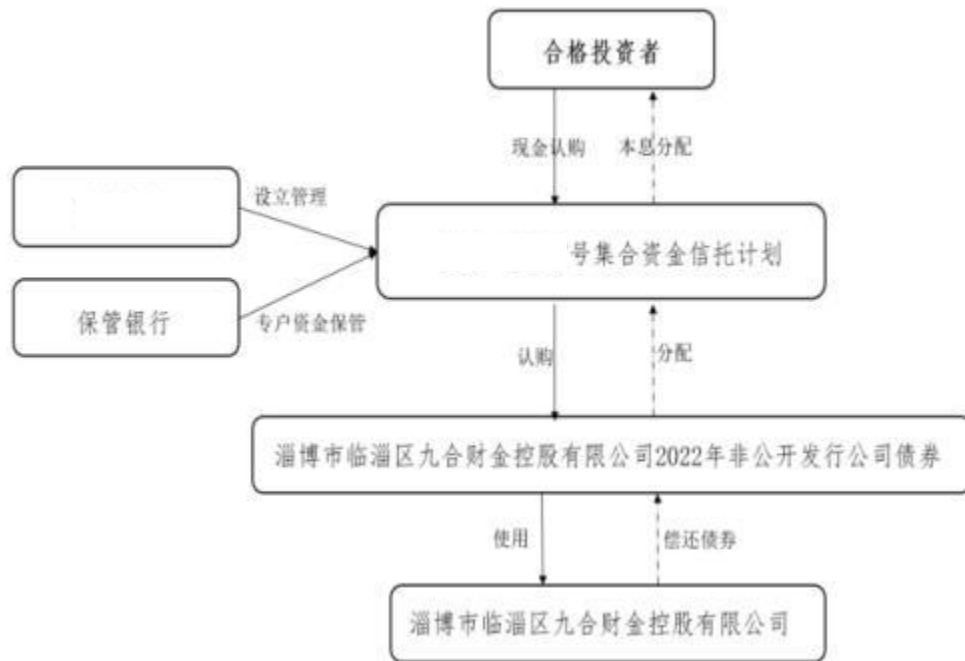 合格投资者
现金认购 本息分配
设立管理
号集合资金信托计划
保管银行
专户资金保管
认购 分配
淄博市临淄区九合财金控股有限公司2022年非公开发行公司债券
使用 偿还债券
淄博市临淄区九合财金控股有限公司